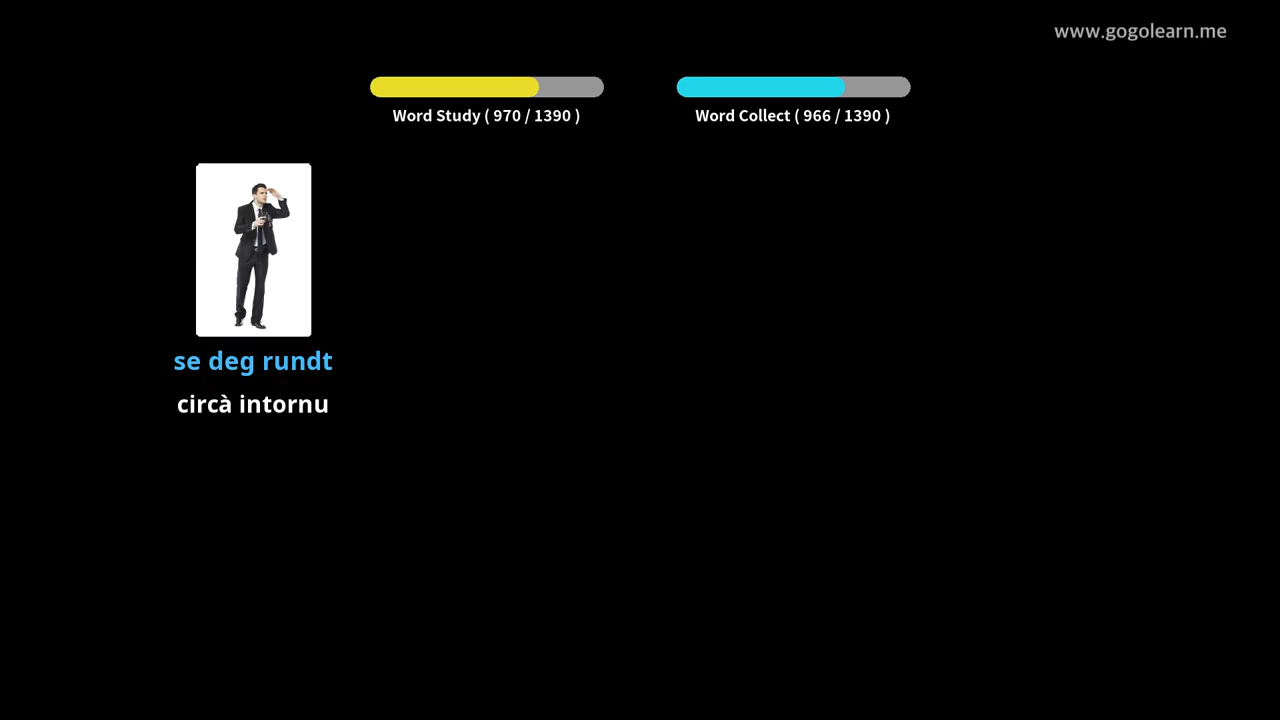 www.gogolearn.me
Word Study ( 970 / 1390 )
Word Collect ( 966 / 1390 )
se deg rundt
circà intornu